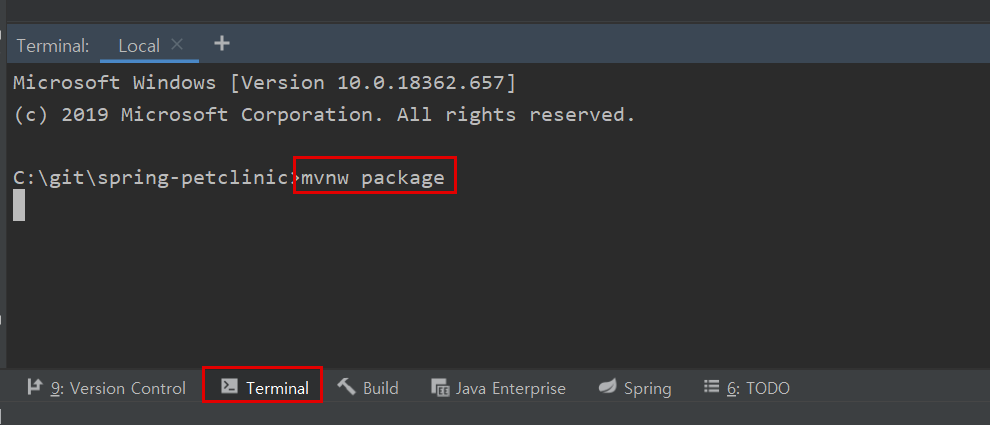 Terminal: Local × +
Microsoft Windows [Version 10.0.18362.657]
(c) 2019 Microsoft Corporation. All rights reserved.
C:\git\spring-petclinic>mvnw package
9: Version Control Terminal Build Java Enterprise Spring 6: TODO